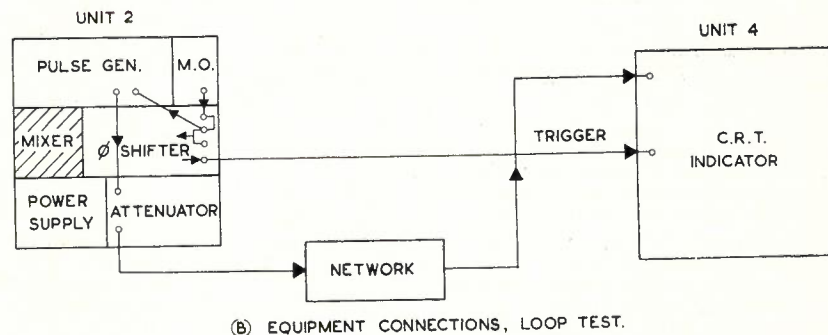 UNIT 2
UNIT 4
PULSE GEN.
M.O.
MIXER
Ø SHIFTER
TRIGGER
C.R.T.
INDICATOR
POWER
SUPPLY
ATTENUATOR
NETWORK
(B) EQUIPMENT CONNECTIONS, LOOP TEST.